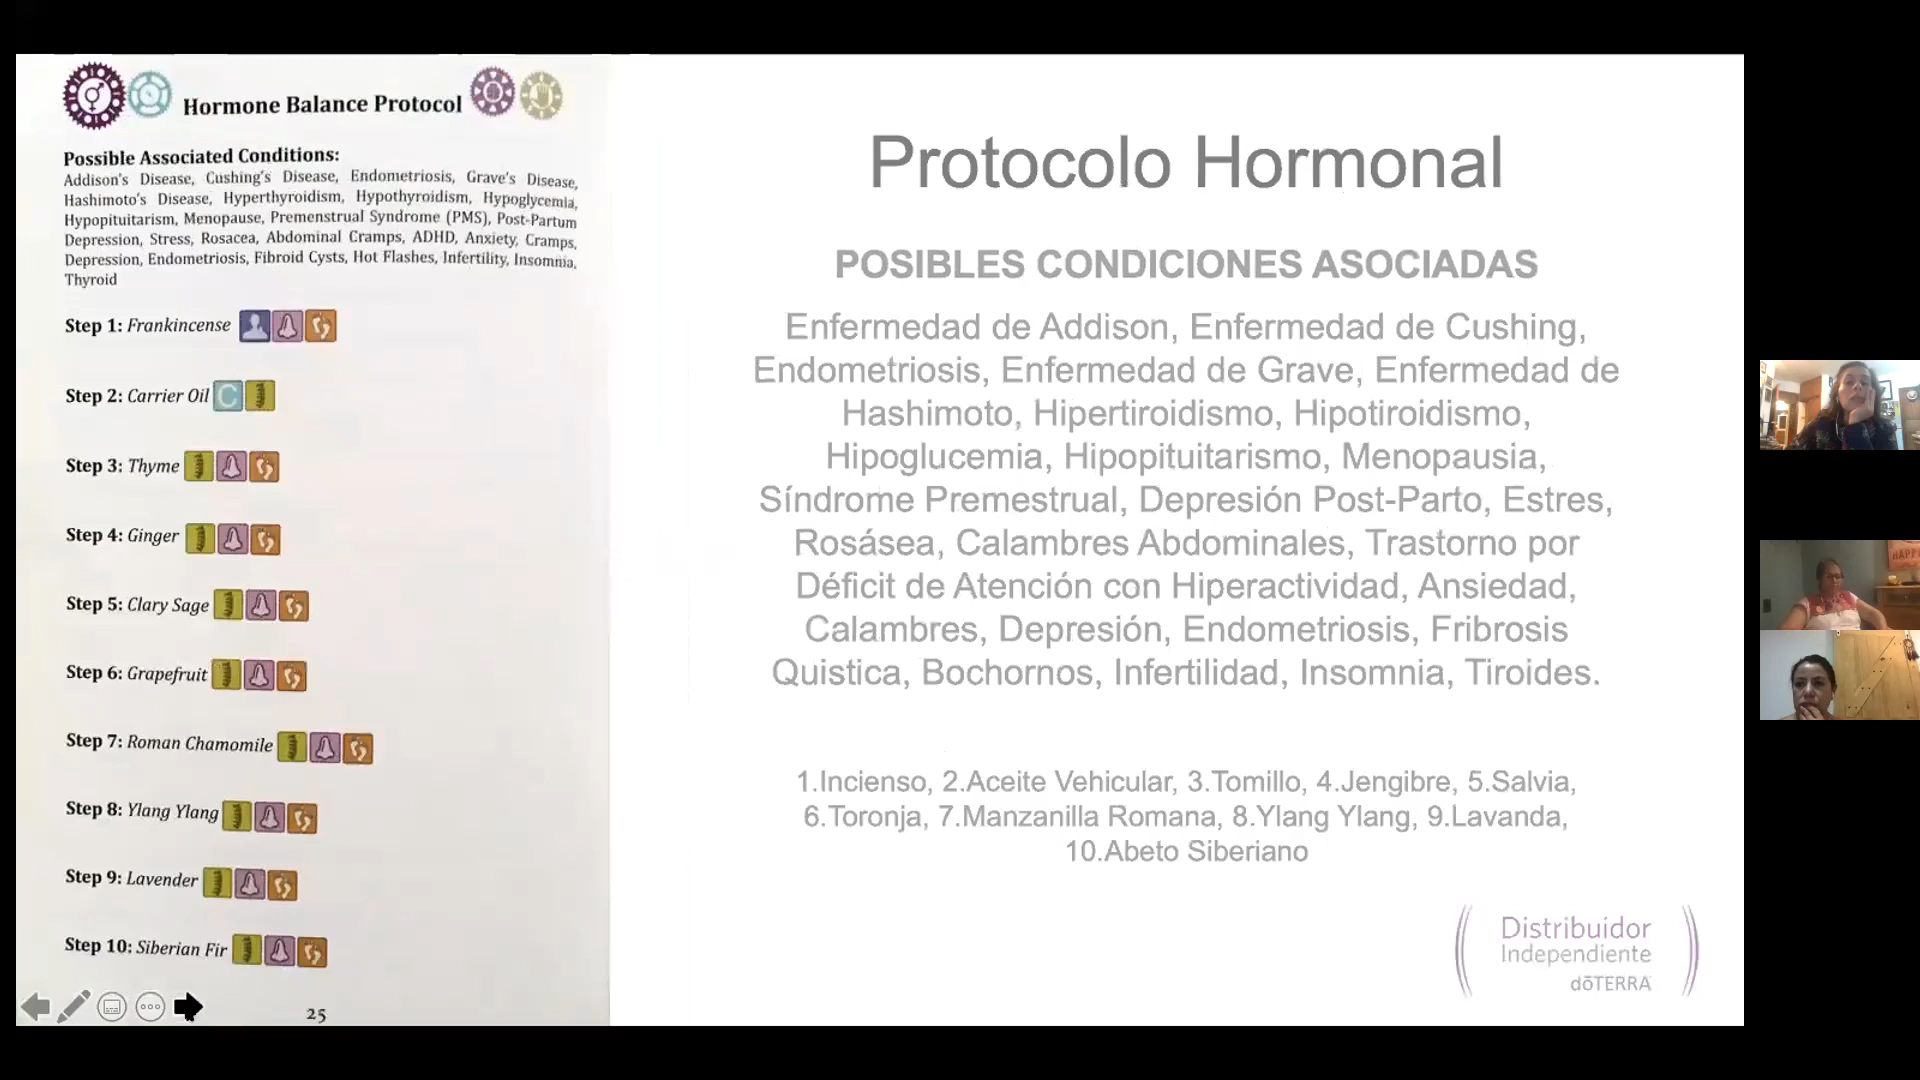 Hormone Balance Protocol
Possible Associated Conditions:
Addison's Disease, Cushing's Disease, Endometriosis, Grave's Disease,
Hashimoto's Disease, Hyperthyroidism, Hypothyroidism, Hypoglycemia,
Hypopituitarism, Menopause, Premenstrual Syndrome (PMS), Post-Partum
Depression, Stress, Rosacea, Abdominal Cramps, ADHD, Anxiety, Cramps,
Depression, Endometriosis, Fibroid Cysts, Hot Flashes, Infertility, Insomnia,
Thyroid
Step 1: Frankincense
Step 2: Carrier Oil C
Step 3: Thyme
Step 4: Ginger
Step 5: Clary Sage
Step 6: Grapefruit
Step 7: Roman Chamomile
Step 8: Ylang Ylang
Step 9: Lavender
Step 10: Siberian Fir
25
Protocolo Hormonal
POSIBLES CONDICIONES ASOCIADAS
Enfermedad de Addison, Enfermedad de Cushing,
Endometriosis, Enfermedad de Grave, Enfermedad de
Hashimoto, Hipertiroidismo, Hipotiroidismo,
Hipoglucemia, Hipopituitarismo, Menopausia,
Síndrome Premestrual, Depresión Post-Parto, Estres,
Rosásea, Calambres Abdominales, Trastorno por
Déficit de Atención con Hiperactividad, Ansiedad,
Calambres, Depresión, Endometriosis, Fribrosis
Quistica, Bochornos, Infertilidad, Insomnia, Tiroides.
1.Incienso, 2.Aceite Vehicular, 3.Tomillo, 4.Jengibre, 5.Salvia,
6.Toronja, 7.Manzanilla Romana, 8.Ylang Ylang, 9.Lavanda,
10.Abeto Siberiano
Distribuidor
Independiente
dōTERRA